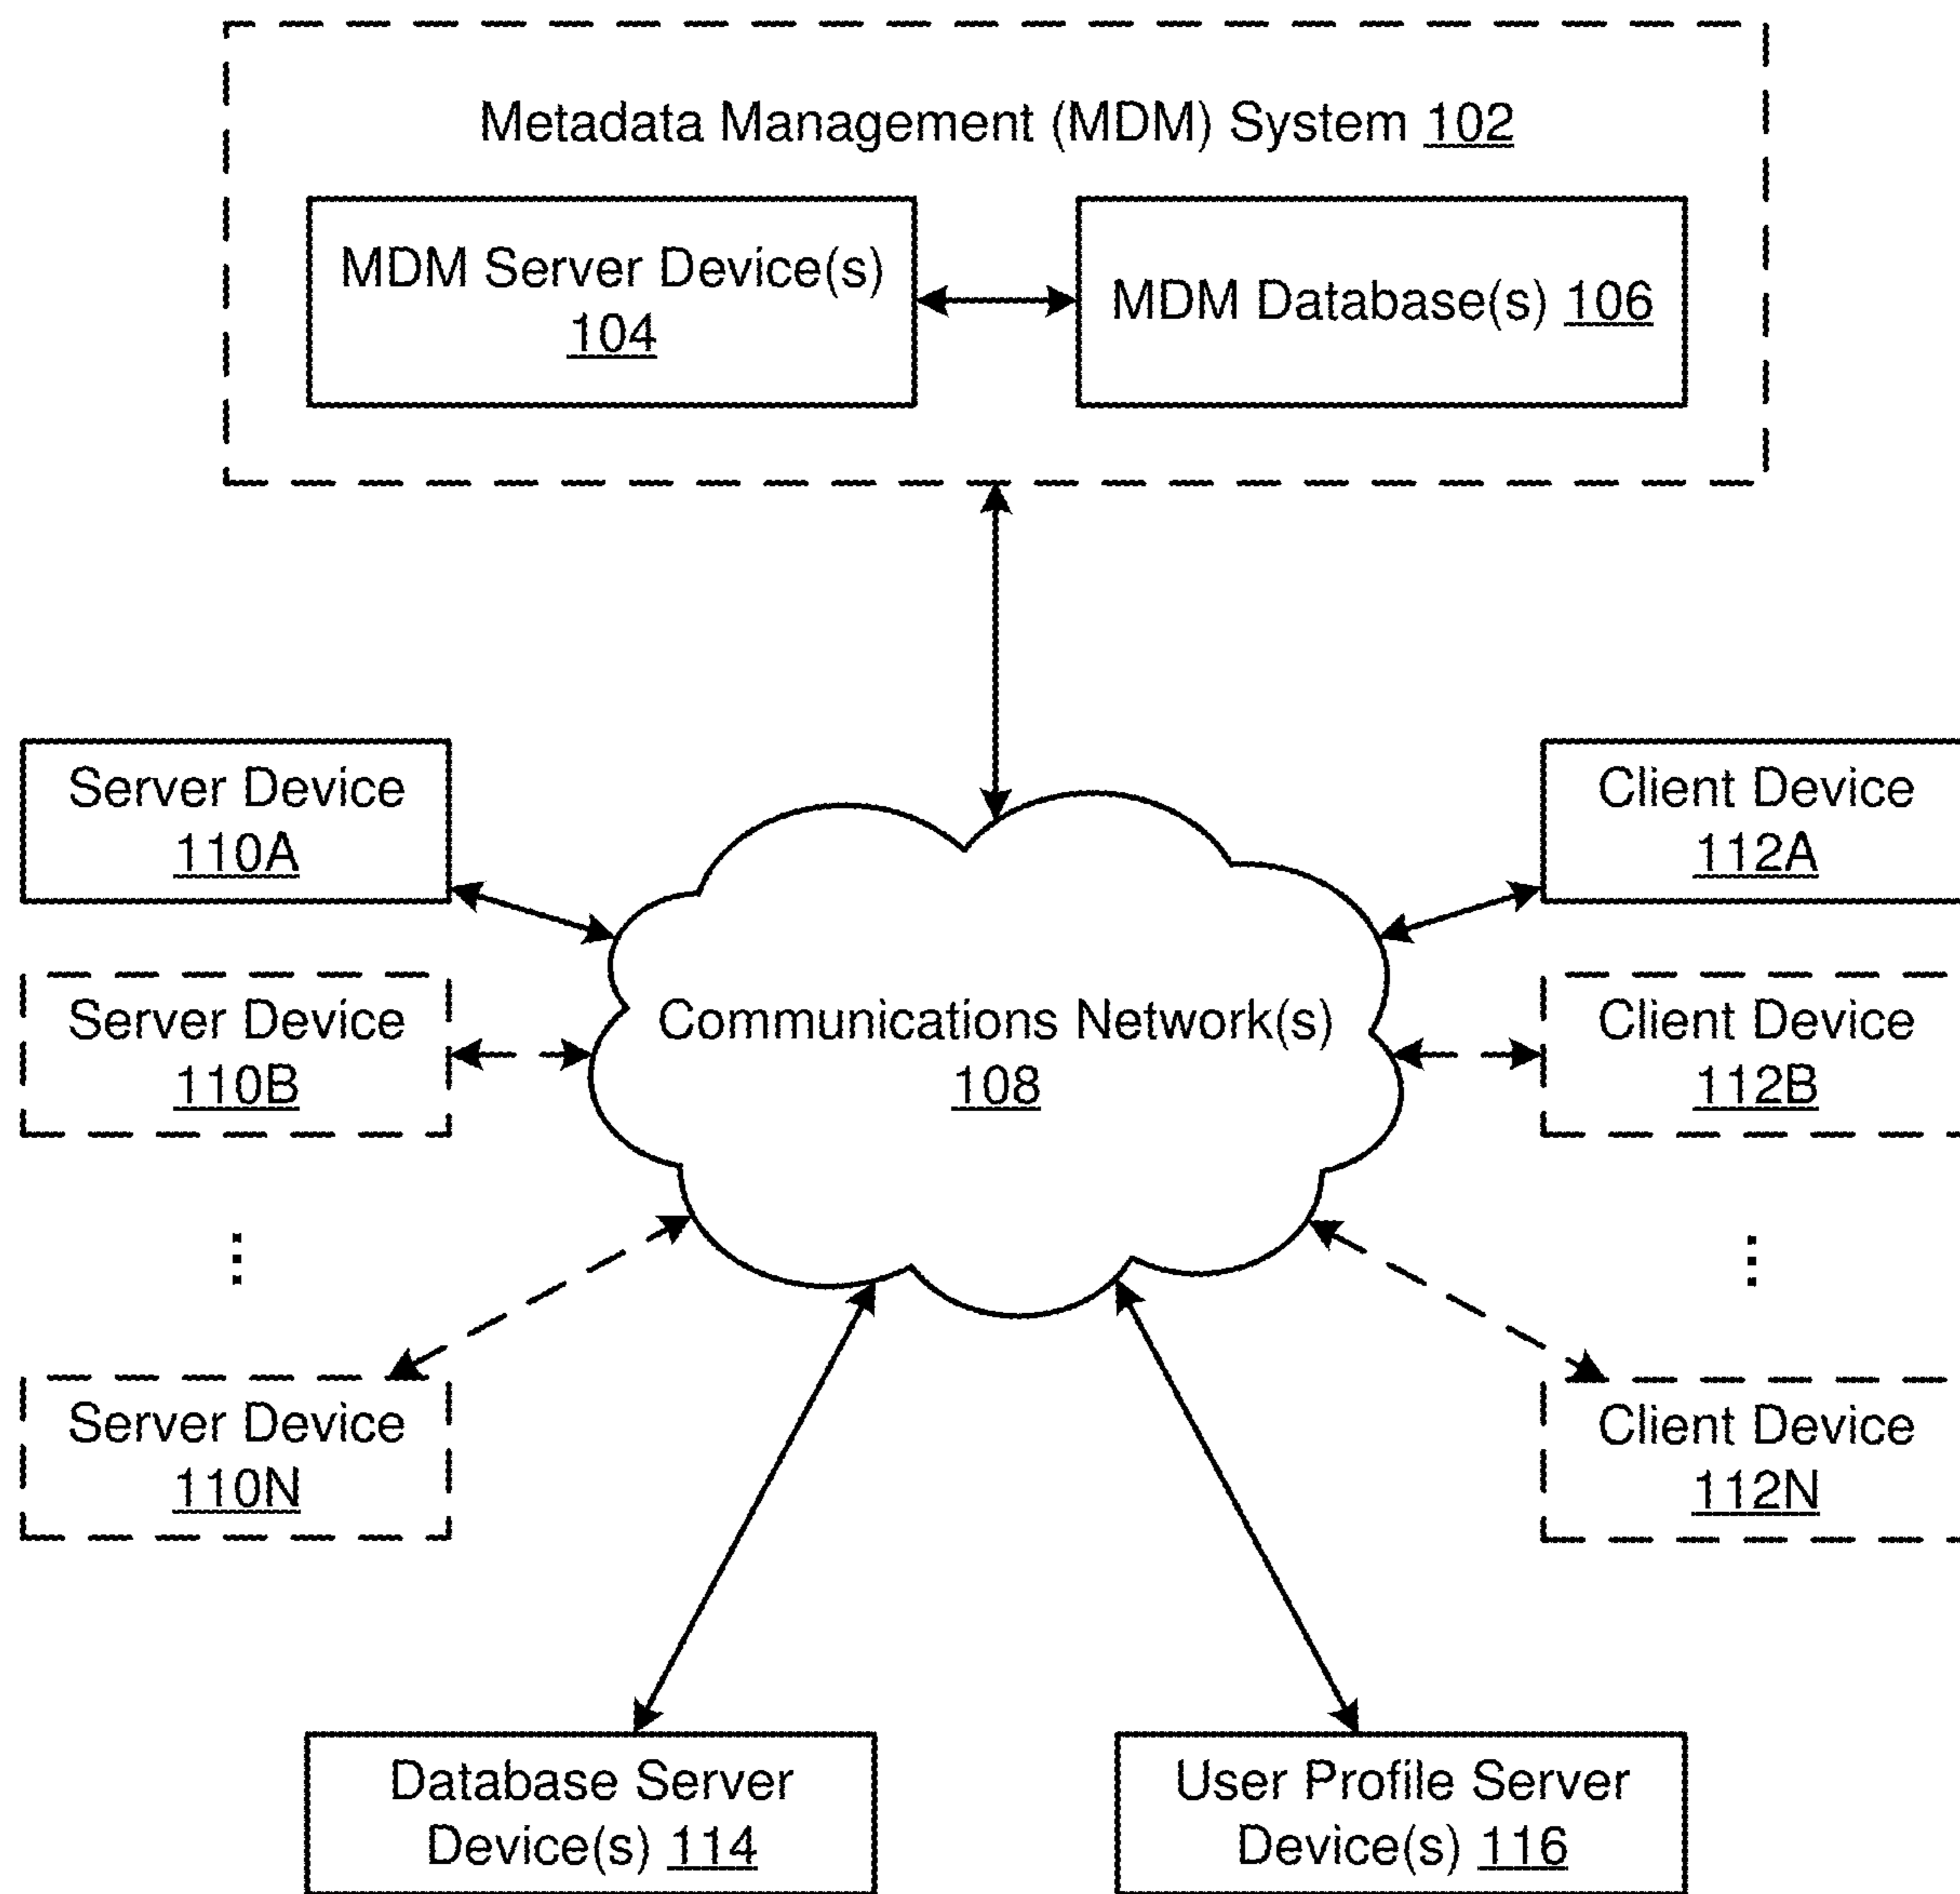 Metadata Management (MDM) System 102
MDM Server Device(s)
104
MDM Database(s) 106
Server Device
110A
Client Device
112A
Server Device
110B
Communications Network(s)
108
Client Device
112B
Server Device
110N
Client Device
112N
Database Server
Device(s) 114
User Profile Server
Device(s) 116